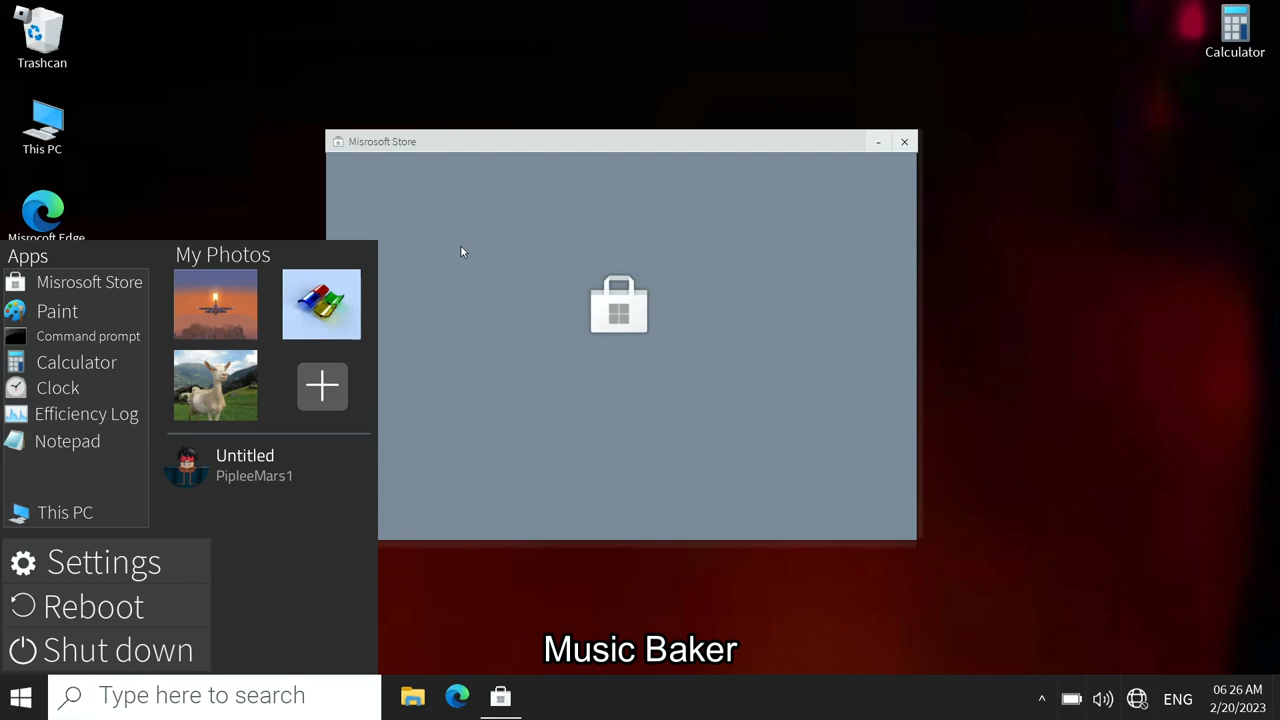 Trashcan
This PC
Misrocoft Edge
Calculator
Misrosoft Store
Apps
Misrosoft Store
Paint
Command prompt
Calculator
Clock
Efficiency Log
Notepad
This PC
My Photos
Untitled
PipleeMars1
Settings
Reboot
Shut down
Music Baker
Type here to search
ENG
06:26 AM
2/20/2023